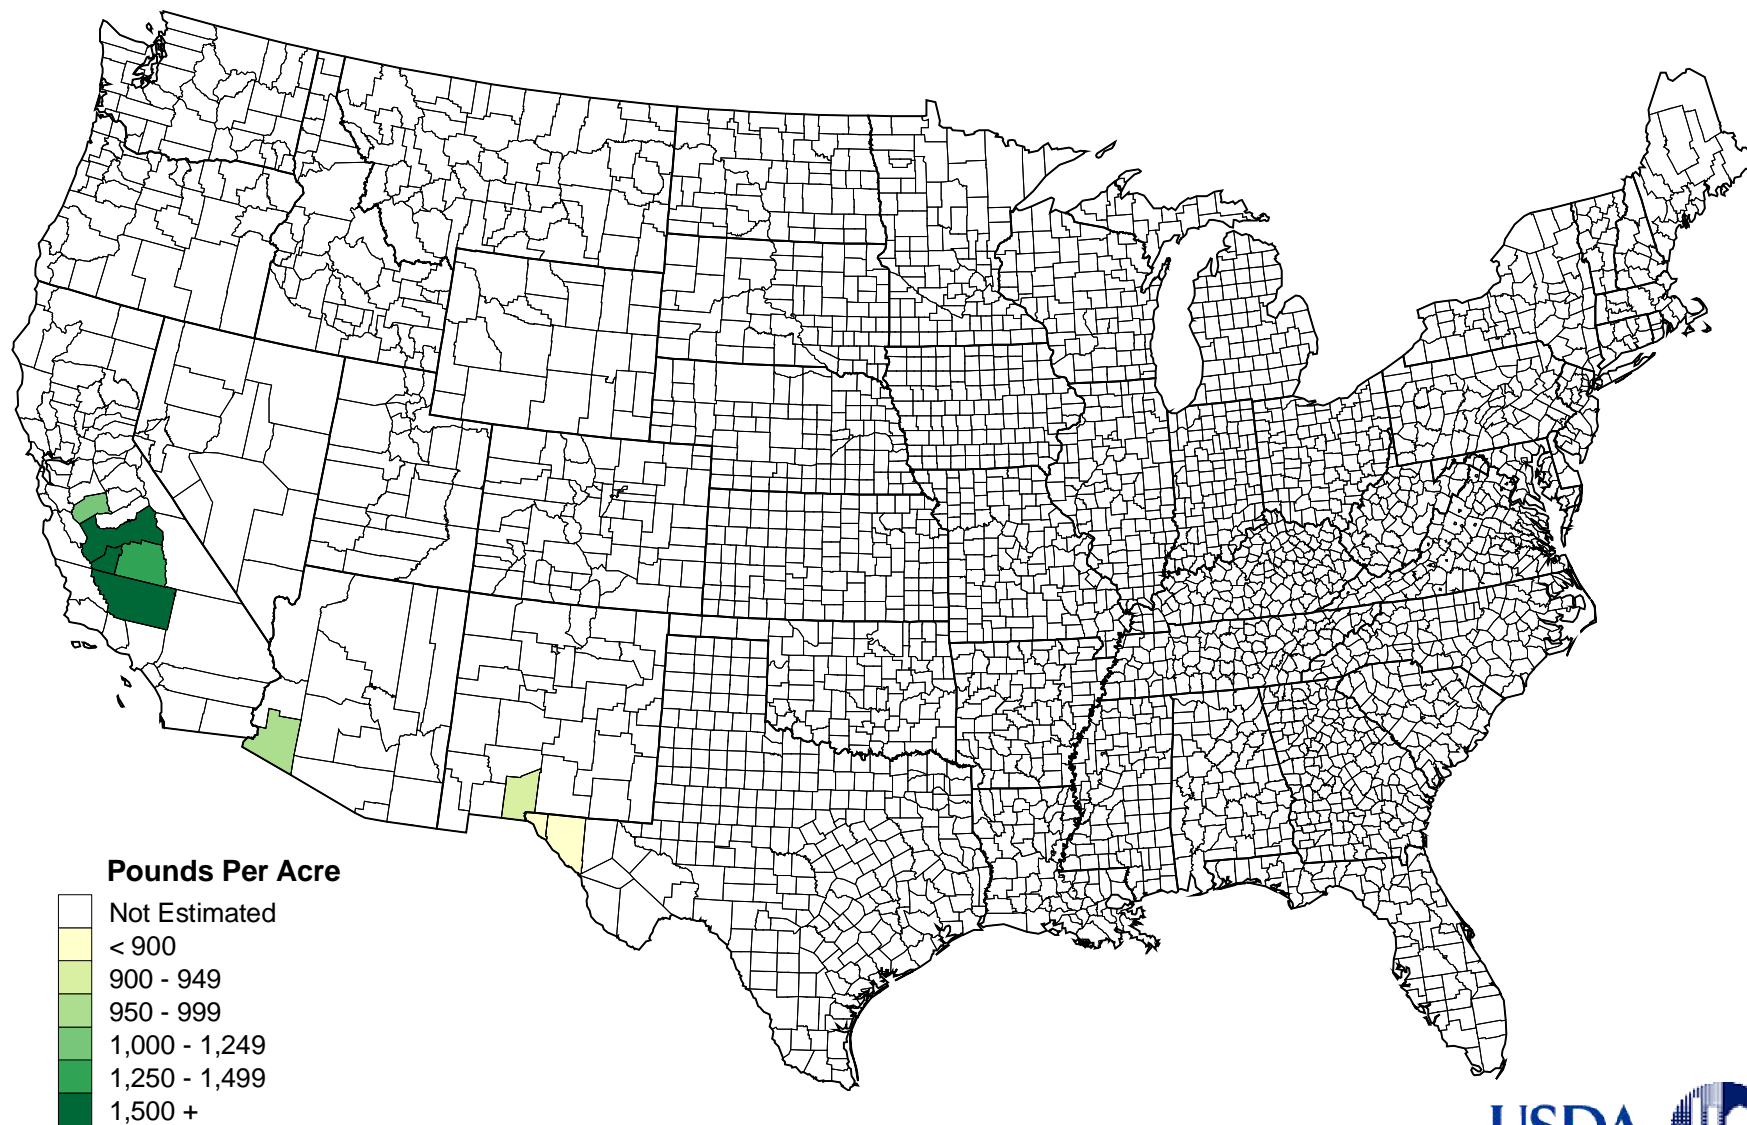 Pounds Per Acre
Not Estimated
< 900
900 - 949
950 - 999
1,000 - 1,249
1,250 - 1,499
1,500 +
USDA